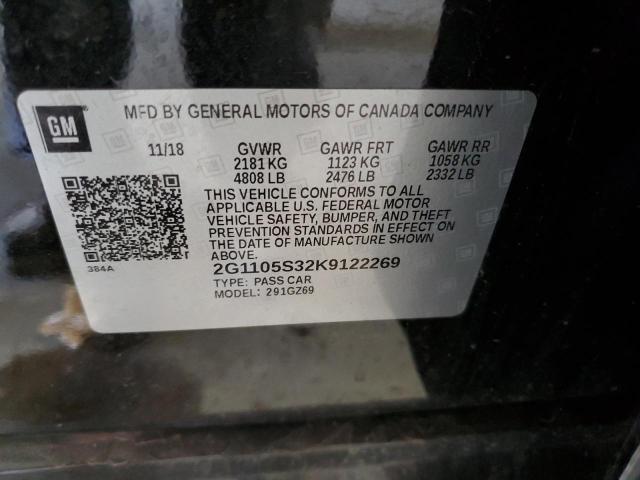 GM
MFD BY GENERAL MOTORS OF CANADA COMPANY
11/18 GVWR GAWR FRT GAWR RR
2181 KG 1123 KG 1058 KG
4808 LB 2476 LB 2332 LB
THIS VEHICLE CONFORMS TO ALL
APPLICABLE U.S. FEDERAL MOTOR
VEHICLE SAFETY, BUMPER, AND THEFT
PREVENTION STANDARDS IN EFFECT ON
THE DATE OF MANUFACTURE SHOWN
ABOVE.
384A
2G1105S32K9122269
TYPE: PASS CAR
MODEL: 291GZ69